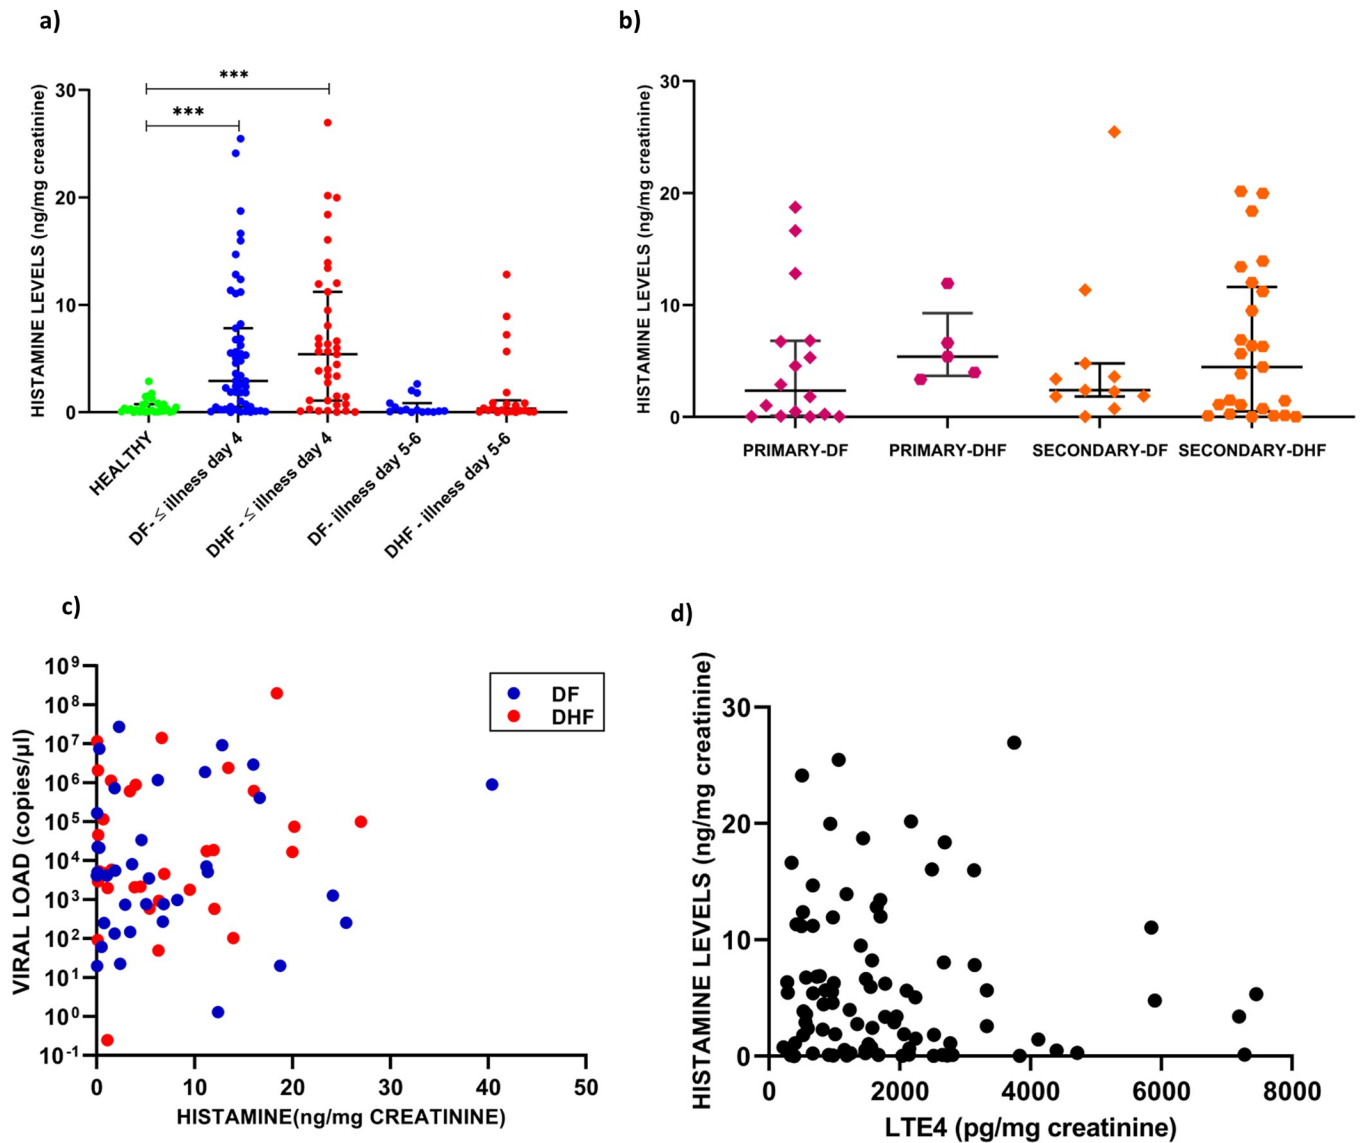 a)
HISTAMINE LEVELS (ng/mg creatinine)
30
20
10
0
***
***
HEALTHY
DF- ≤ illness day 4
DHF - ≤ illness day 4
DF- illness day 5-6
DHF - illness day 5-6
b)
HISTAMINE LEVELS (ng/mg creatinine)
30
20
10
0
PRIMARY-DF
PRIMARY-DHF
SECONDARY-DF
SECONDARY-DHF
c)
VIRAL LOAD (copies/µl)
10⁹
10⁸
10⁷
10⁶
10⁵
10⁴
10³
10²
10¹
10⁰
10⁻¹
DF
DHF
0
10
20
30
40
50
HISTAMINE(ng/mg CREATININE)
d)
HISTAMINE LEVELS (ng/mg creatinine)
30
20
10
0
0
2000
4000
6000
8000
LTE4 (pg/mg creatinine)